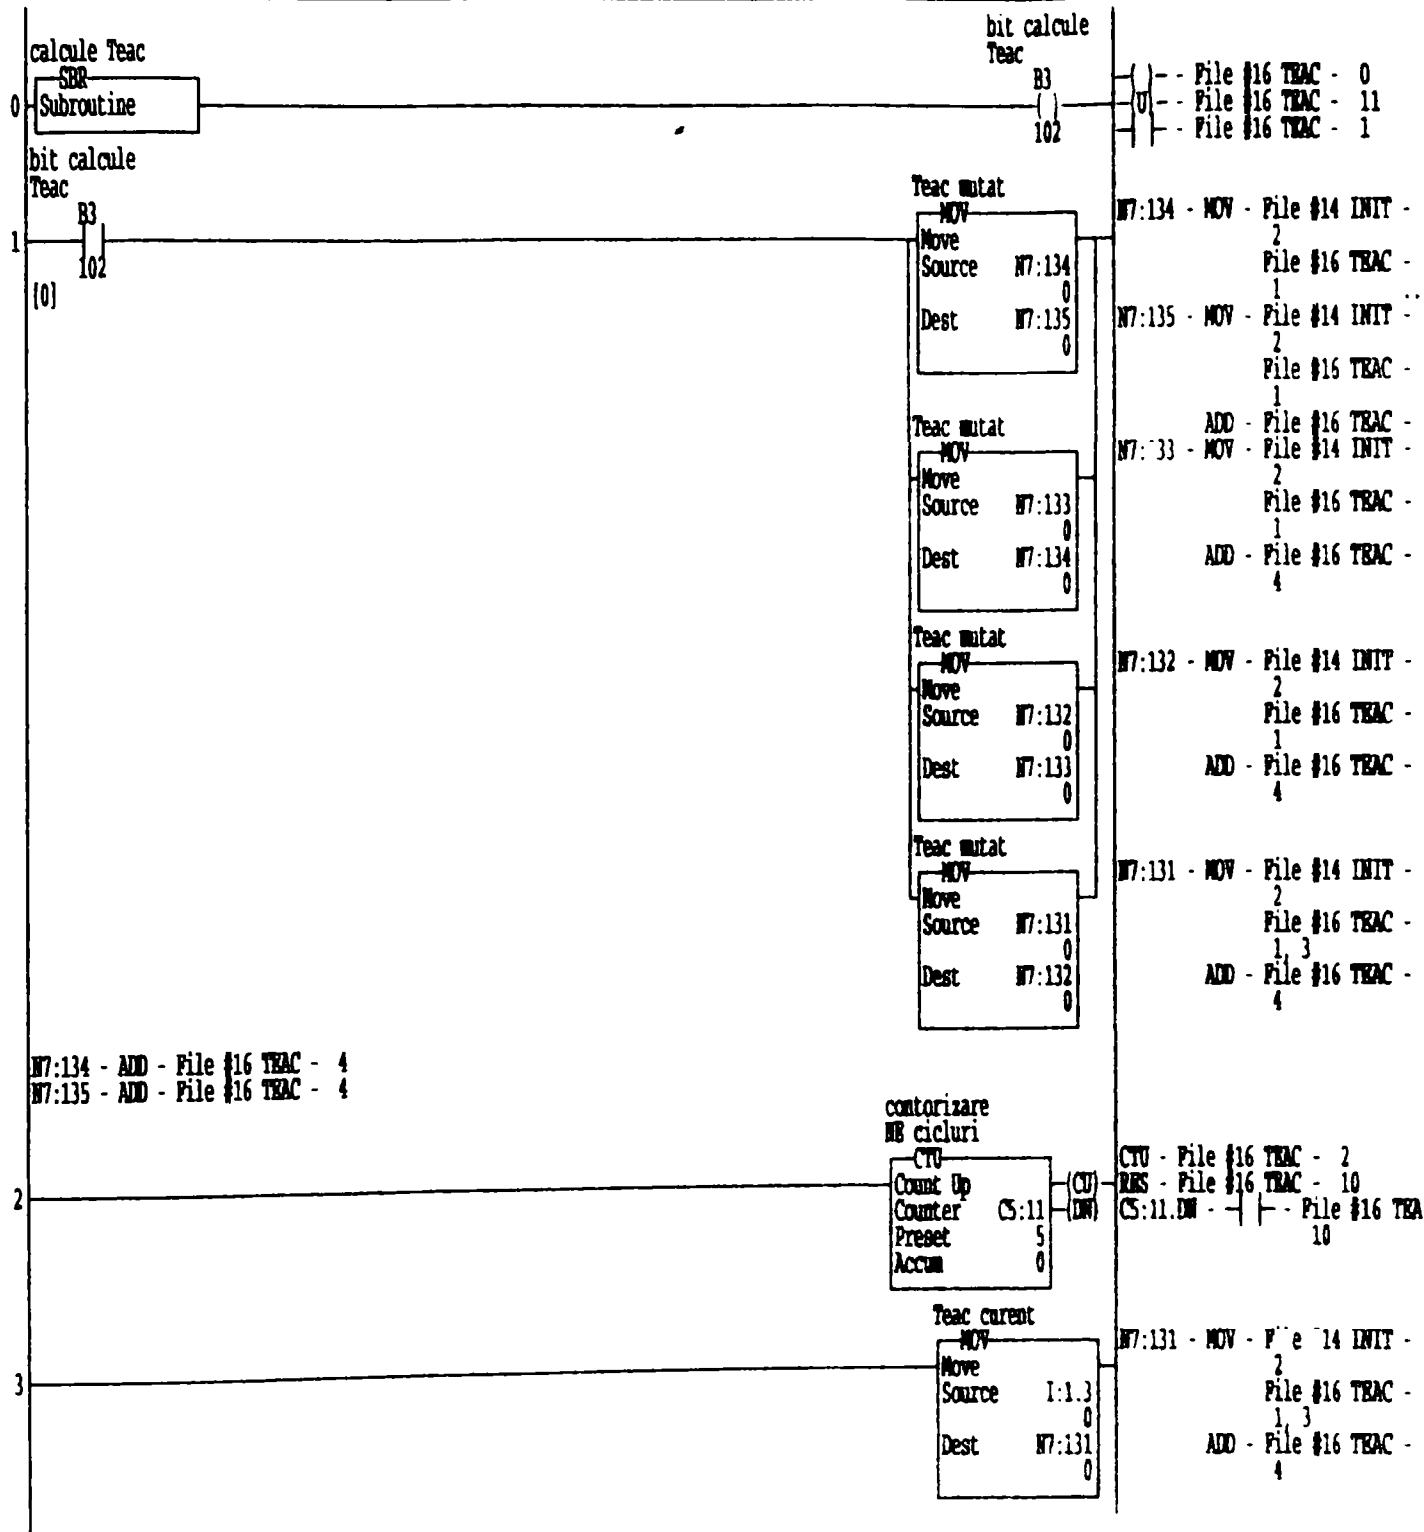 bit calcule
Teac
calcule Teac
SBR
Subroutine
0
B3
( )
102
-( )- - File #16 TEAC - 0
-(U)- - File #16 TEAC - 11
-| |- - File #16 TEAC - 1
bit calcule
Teac
B3
1
102
[0]
Teac mutat
MOV
Move
Source N7:134
0
Dest N7:135
0
N7:134 - MOV - File #14 INIT -
2
File #16 TEAC -
1
N7:135 - MOV - File #14 INIT -
2
File #16 TEAC -
1
ADD - File #16 TEAC -
Teac mutat
MOV
Move
Source N7:133
0
Dest N7:134
0
MOV - File #14 INIT -
2
File #16 TEAC -
1
ADD - File #16 TEAC -
4
Teac mutat
MOV
Move
Source N7:132
0
Dest N7:133
0
N7:132 - MOV - File #14 INIT -
2
File #16 TEAC -
1
ADD - File #16 TEAC -
4
Teac mutat
MOV
Move
Source N7:131
0
Dest N7:132
0
N7:131 - MOV - File #14 INIT -
2
File #16 TEAC -
1, 3
ADD - File #16 TEAC -
4
N7:134 - ADD - File #16 TEAC - 4
N7:135 - ADD - File #16 TEAC - 4
contorizare
NE cicluri
CTU
2
Count Up (CU)
Counter C5:11 (DN)
Preset 5
Accum 0
CTU - File #16 TEAC - 2
RES - File #16 TEAC - 10
C5:11.DN - -| |- - File #16 TEA
10
Teac curent
MOV
3
Move
Source I:1.3
0
Dest N7:131
0
N7:131 - MOV - 14 INIT -
2
File #16 TEAC -
1, 3
ADD - File #16 TEAC -
4